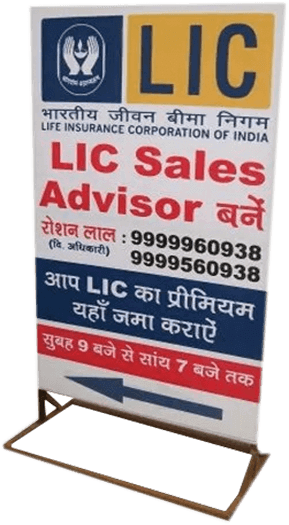 LIC
भारतीय जीवन बीमा निगम
LIFE INSURANCE CORPORATION OF INDIA
LIC Sales
Advisor बनें
रोशन लाल : 9999960938
(वि. अधिकारी) 9999560938
आप LIC का प्रीमियम
यहाँ जमा कराऐं
सुबह 9 बजे से सांय 7 बजे तक